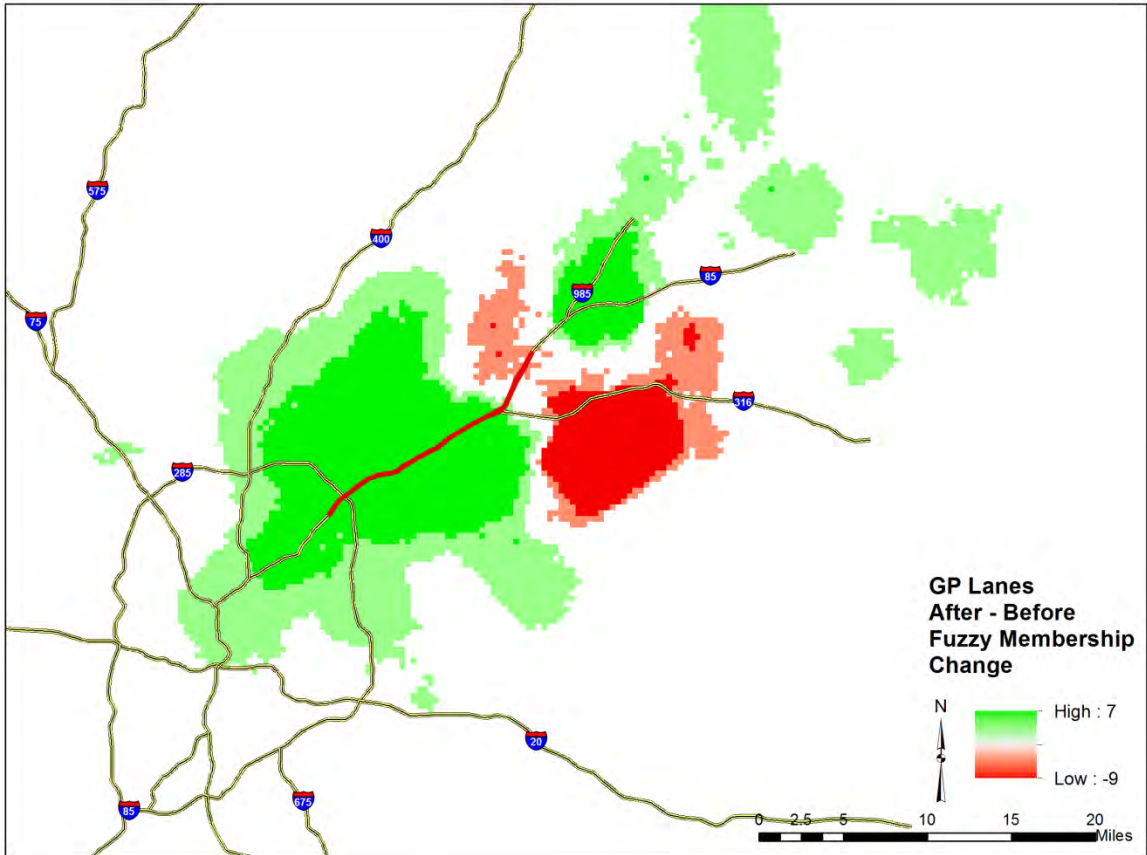 575
400
985
85
75
316
285
GP Lanes
After - Before
Fuzzy Membership
Change
N
High : 7
Low : -9
20
675
85
0 2.5 5 10 15 20
Miles